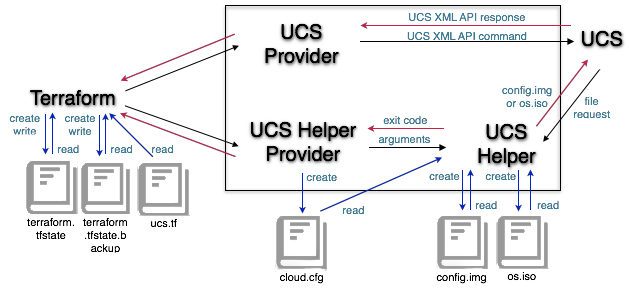 UCS XML API response
UCS
Provider
UCS XML API command
UCS
Terraform
config.img
or os.iso
file
request
create
write
read
create
write
read
read
exit code
UCS Helper
Provider
arguments
UCS
Helper
create
read
create
read
create
read
terraform.
tfstate
terraform
.tfstate.b
ackup
ucs.tf
cloud.cfg
config.img
os.iso